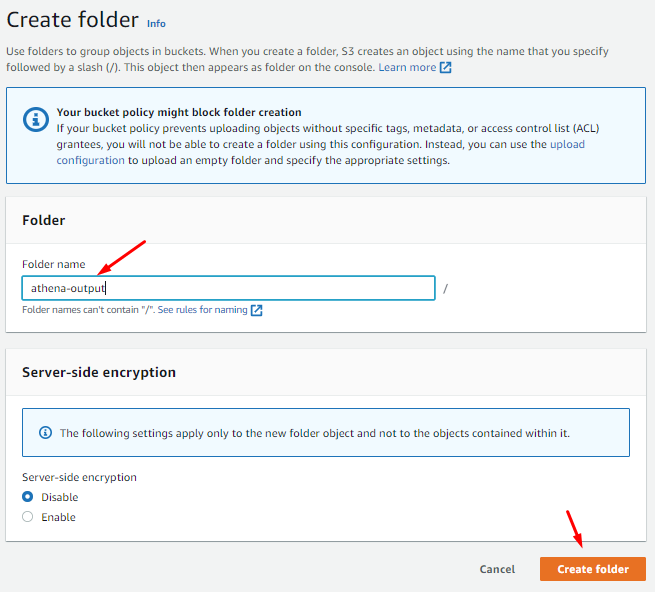 Create folder Info
Use folders to group objects in buckets. When you create a folder, S3 creates an object using the name that you specify
followed by a slash (/). This object then appears as folder on the console. Learn more
Your bucket policy might block folder creation
If your bucket policy prevents uploading objects without specific tags, metadata, or access control list (ACL)
grantees, you will not be able to create a folder using this configuration. Instead, you can use the upload
configuration to upload an empty folder and specify the appropriate settings.
Folder
Folder name
athena-output /
Folder names can't contain "/". See rules for naming
Server-side encryption
The following settings apply only to the new folder object and not to the objects contained within it.
Server-side encryption
Disable
Enable
Cancel Create folder